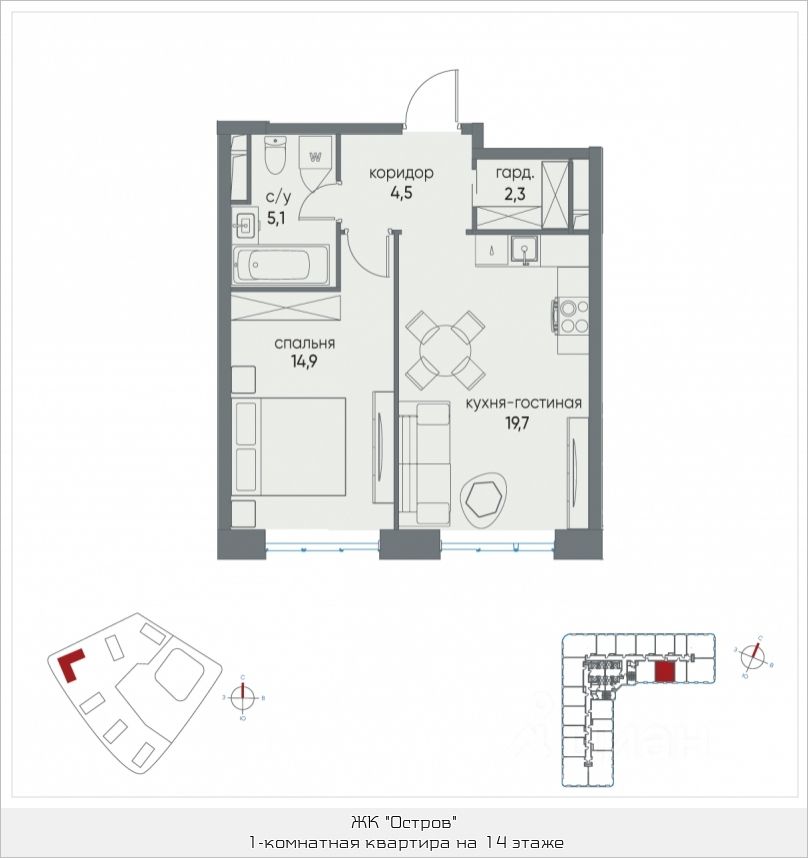 коридор
4,5
гард.
2,3
w
с/у
5,1
спальня
14,9
кухня-гостиная
19,7
С
З В
Ю
С
З В
Ю
циан
ЖК "Остров"
1-комнатная квартира на 14 этаже